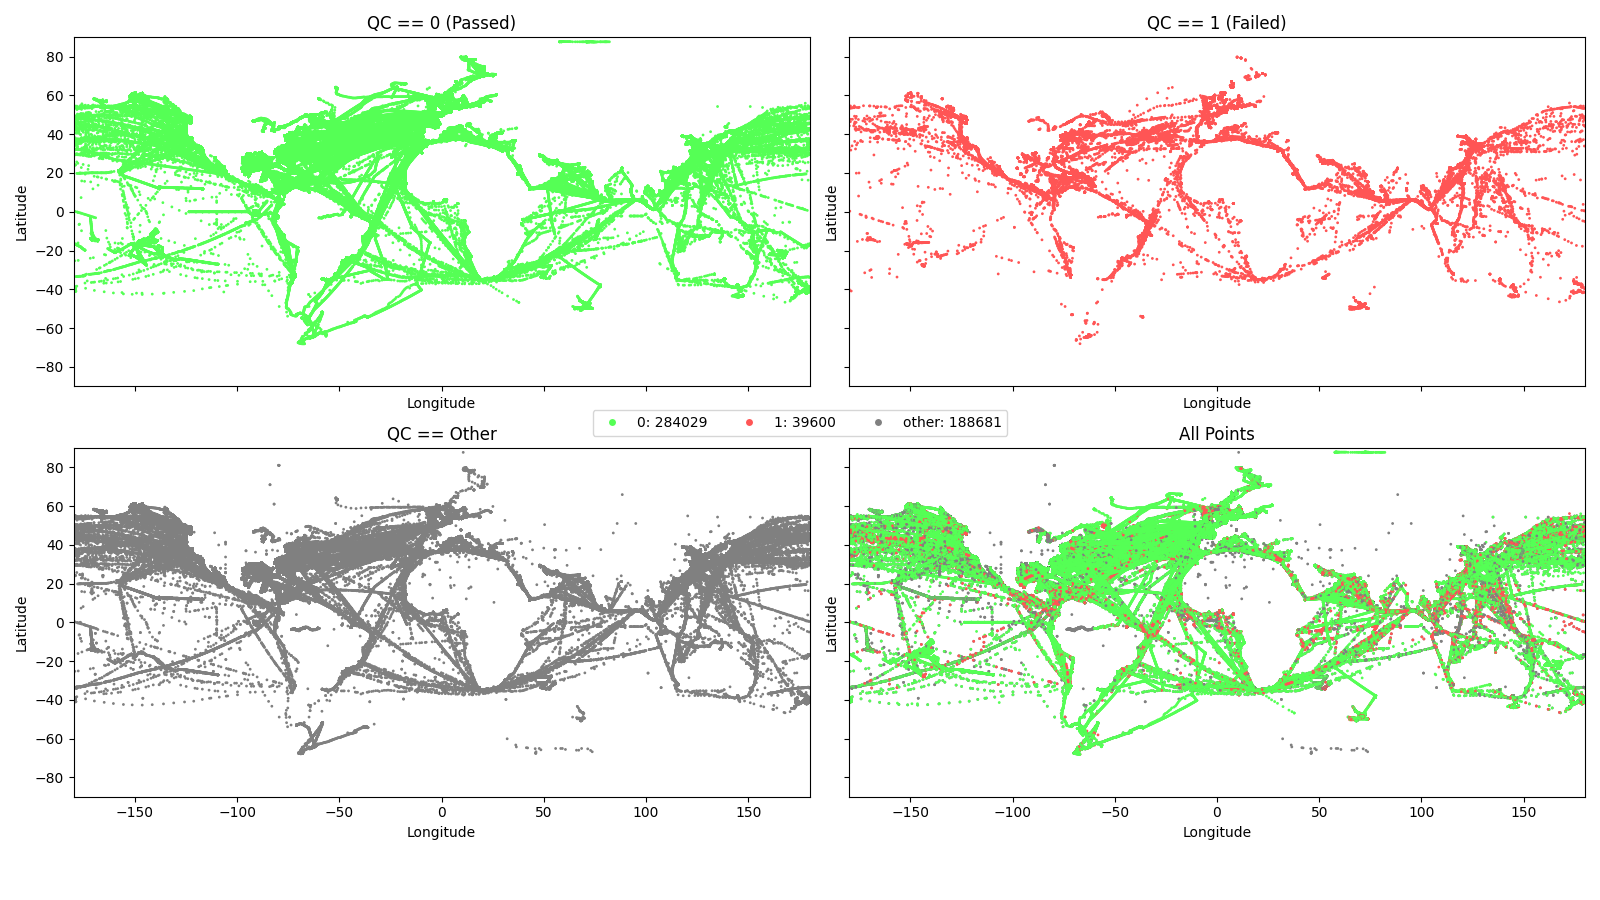 QC == 0 (Passed)
QC == 1 (Failed)
Latitude
80
60
40
20
0
−20
−40
−60
−80
Latitude
Longitude
Longitude
0: 284029 1: 39600 other: 188681
QC == Other
All Points
Latitude
80
60
40
20
0
−20
−40
−60
−80
Latitude
−150 −100 −50 0 50 100 150
−150 −100 −50 0 50 100 150
Longitude
Longitude